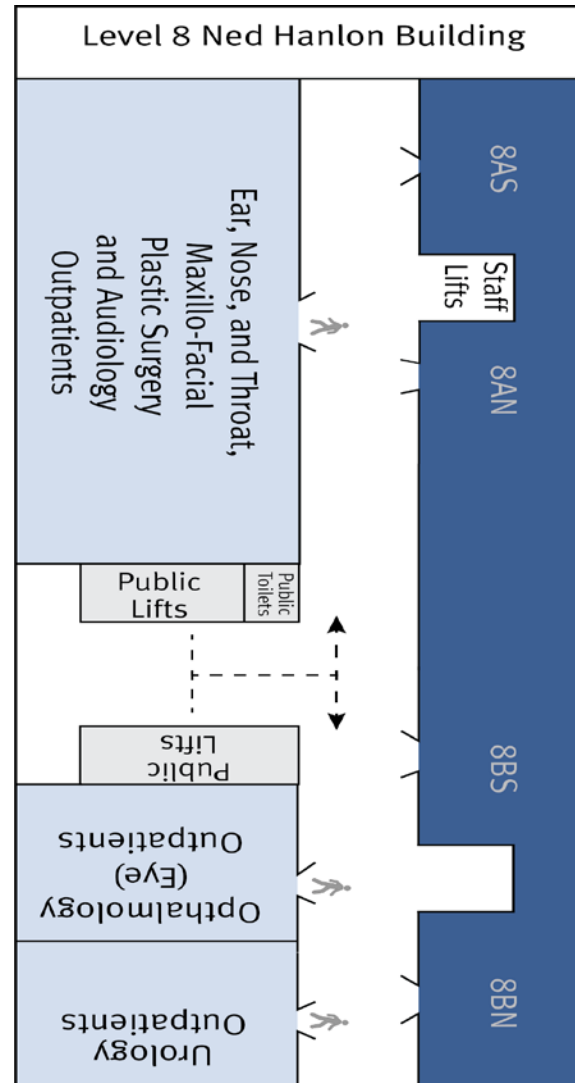 Level 8 Ned Hanlon Building
8AS
Staff
Lifts
Ear, Nose, and Throat,
Maxillo-Facial
Plastic Surgery
and Audiology
Outpatients
8AN
Public
Lifts
Public
Toilets
Public
Lifts
8BS
Opthalmology
(Eye)
Outpatients
8BN
Urology
Outpatients